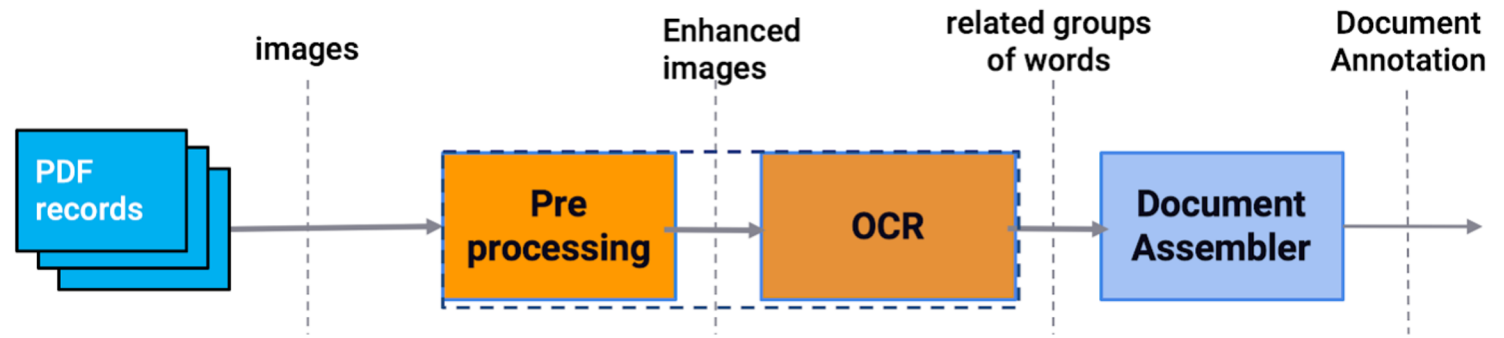 images
Enhanced
images
related groups
of words
Document
Annotation
PDF
records
Pre
processing
OCR
Document
Assembler